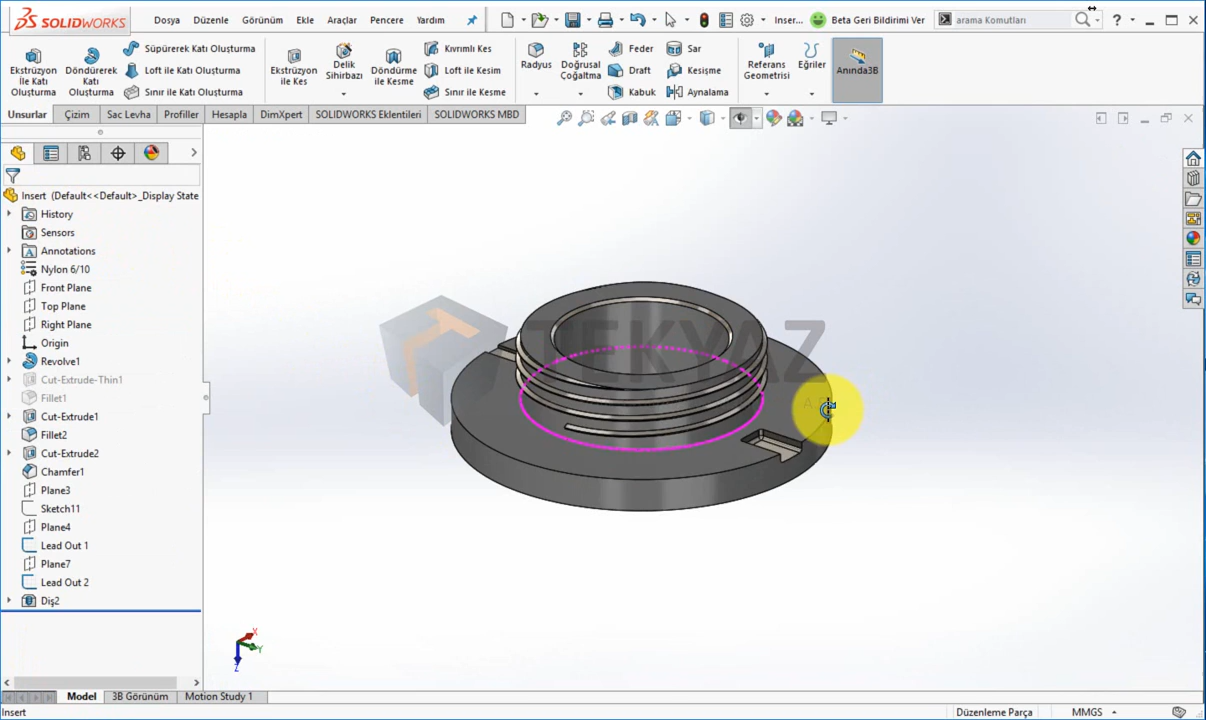 SOLIDWORKS Dosya Düzenle Görünüm Ekle Araçlar Pencere Yardım Inser... Beta Geri Bildirimi Ver arama Komutları ?
Ekstrüzyon ile Katı Oluşturma
Döndürerek Katı Oluşturma
Süpürerek Katı Oluşturma
Loft ile Katı Oluşturma
Sınır ile Katı Oluşturma
Ekstrüzyon ile Kes
Delik Sihirbazı
Döndürme ile Kesme
Kıvrımlı Kes
Loft ile Kesim
Sınır ile Kesme
Radyus
Doğrusal Çoğaltma
Feder
Draft
Kabuk
Sar
Kesişme
Aynalama
Referans Geometrisi
Eğriler
Anında3B
Unsurlar Çizim Sac Levha Profiller Hesapla DimXpert SOLIDWORKS Eklentileri SOLIDWORKS MBD
Insert (Default<<Default>_Display State
History
Sensors
Annotations
Nylon 6/10
Front Plane
Top Plane
Right Plane
Origin
Revolve1
Cut-Extrude-Thin1
Fillet1
Cut-Extrude1
Fillet2
Cut-Extrude2
Chamfer1
Plane3
Sketch11
Plane4
Lead Out 1
Plane7
Lead Out 2
Diş2
TEKYAZ
X
Y
Z
Model 3B Görünüm Motion Study 1
Insert Düzenleme Parça MMGS